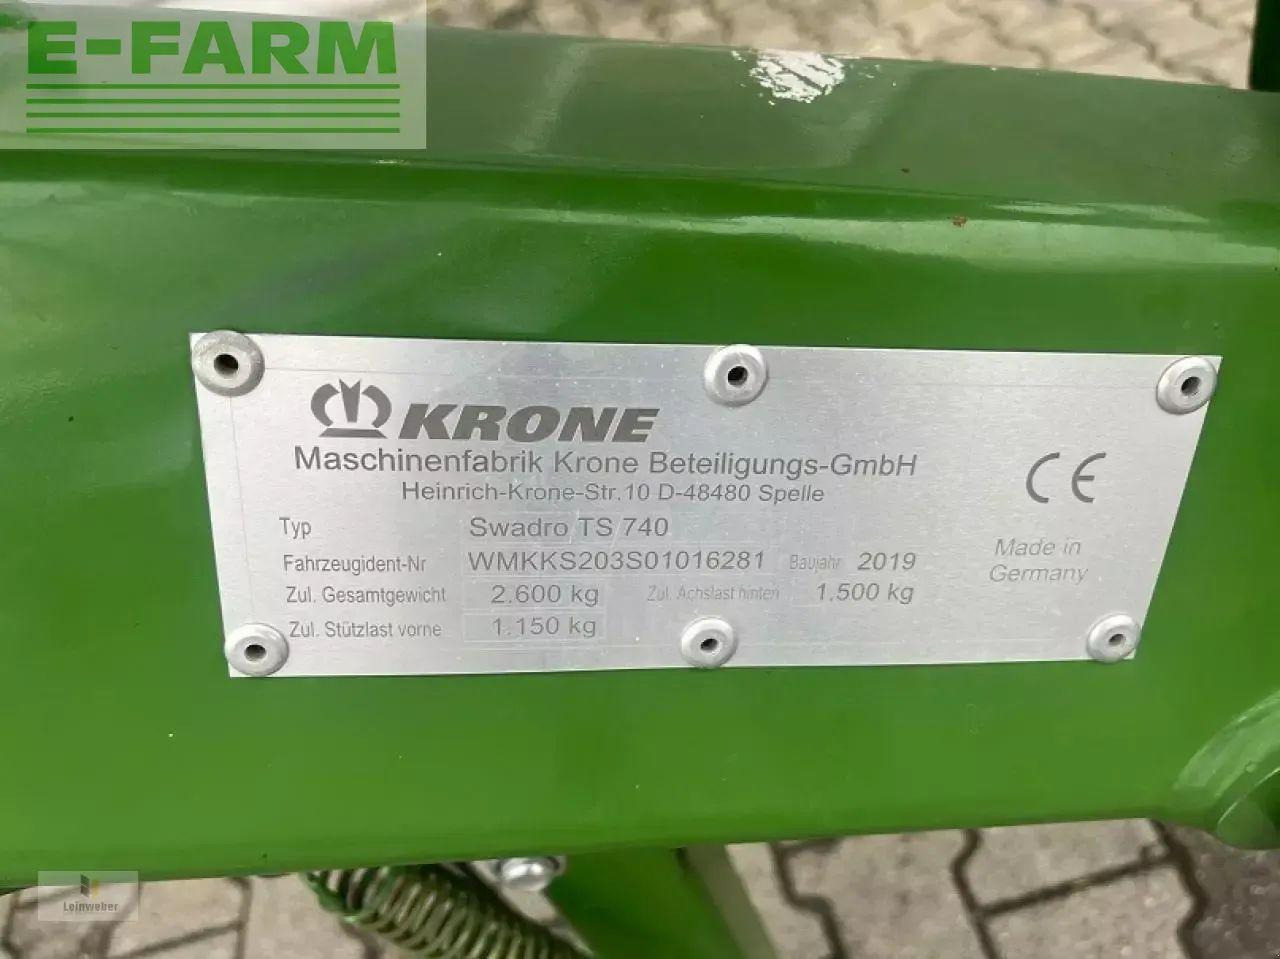 E-FARM
KRONE
Maschinenfabrik Krone Beteiligungs-GmbH
Heinrich-Krone-Str.10 D-48480 Spelle
CE
Typ Swadro TS 740
Fahrzeugident-Nr WMKKS203S01016281 Baujahr 2019
Made in
Germany
Zul. Gesamtgewicht 2.600 kg Zul. Achslast hinten 1.500 kg
Zul. Stützlast vorne 1.150 kg
Leinweber